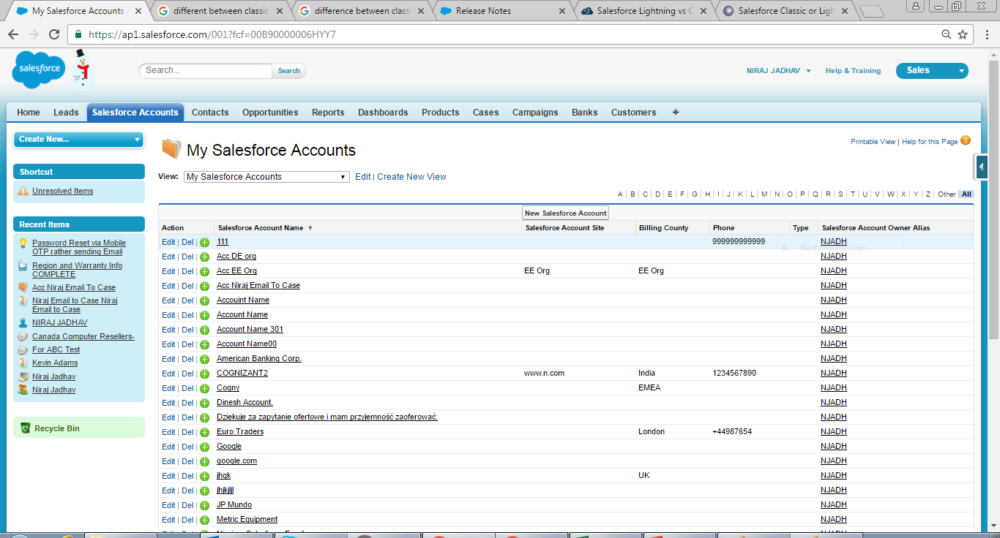 My Salesforce Accounts
different between classic
difference between class
Release Notes
Salesforce Lightning vs C
Salesforce Classic or Ligh
https://ap1.salesforce.com/001?fcf=00B90000006HYY7
salesforce
'17
Search...
Search
NIRAJ JADHAV
Help & Training
Sales
Home Leads Salesforce Accounts Contacts Opportunities Reports Dashboards Products Cases Campaigns Banks Customers +
Create New...
Shortcut
Unresolved Items
Recent Items
Password Reset via Mobile
OTP rather sending Email
Region and Warranty Info
COMPLETE
Acc Niraj Email To Case
Niraj Email to Case Niraj
Email to Case
NIRAJ JADHAV
Canada Computer Resellers-
For ABC Test
Kevin Adams
Niraj Jadhav
Niraj Jadhav
Recycle Bin
My Salesforce Accounts
Printable View | Help for this Page ?
View: My Salesforce Accounts Edit | Create New View
A | B | C | D | E | F | G | H | I | J | K | L | M | N | O | P | Q | R | S | T | U | V | W | X | Y | Z | Other All
New Salesforce Account
Action Salesforce Account Name Salesforce Account Site Billing County Phone Type Salesforce Account Owner Alias
Edit | Del | 111 999999999999 NJADH
Rectangular Snip
Edit | Del | Acc DE org NJADH
Edit | Del | Acc EE Org EE Org EE Org NJADH
Edit | Del | Acc Niraj Email To Case NJADH
Edit | Del | Accouint Name NJADH
Edit | Del | Account Name NJADH
Edit | Del | Account Name 301 NJADH
Edit | Del | Account Name00 NJADH
Edit | Del | American Banking Corp. NJADH
Edit | Del | COGNIZANT2 www.n.com India 1234567890 NJADH
Edit | Del | Cogny EMEA NJADH
Edit | Del | Dinesh Account. NJADH
Edit | Del | Dziękuję za zapytanie ofertowe i mam przyjemność zaoferować: NJADH
Edit | Del | Euro Traders London +44987654 NJADH
Edit | Del | Google NJADH
Edit | Del | google.com NJADH
Edit | Del | jhgk UK NJADH
Edit | Del | jhjkjljl NJADH
Edit | Del | JP Mundo NJADH
Edit | Del | Metric Equipment NJADH